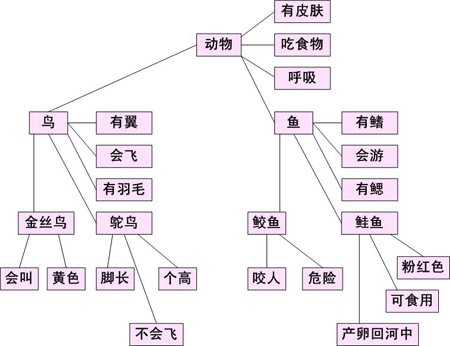 有皮肤
动物
吃食物
呼吸
鸟
有翼
鱼
有鳍
会飞
会游
有羽毛
有鳃
金丝鸟
鸵鸟
鲛鱼
鲑鱼
会叫
黄色
脚长
个高
咬人
危险
粉红色
可食用
不会飞
产卵回河中